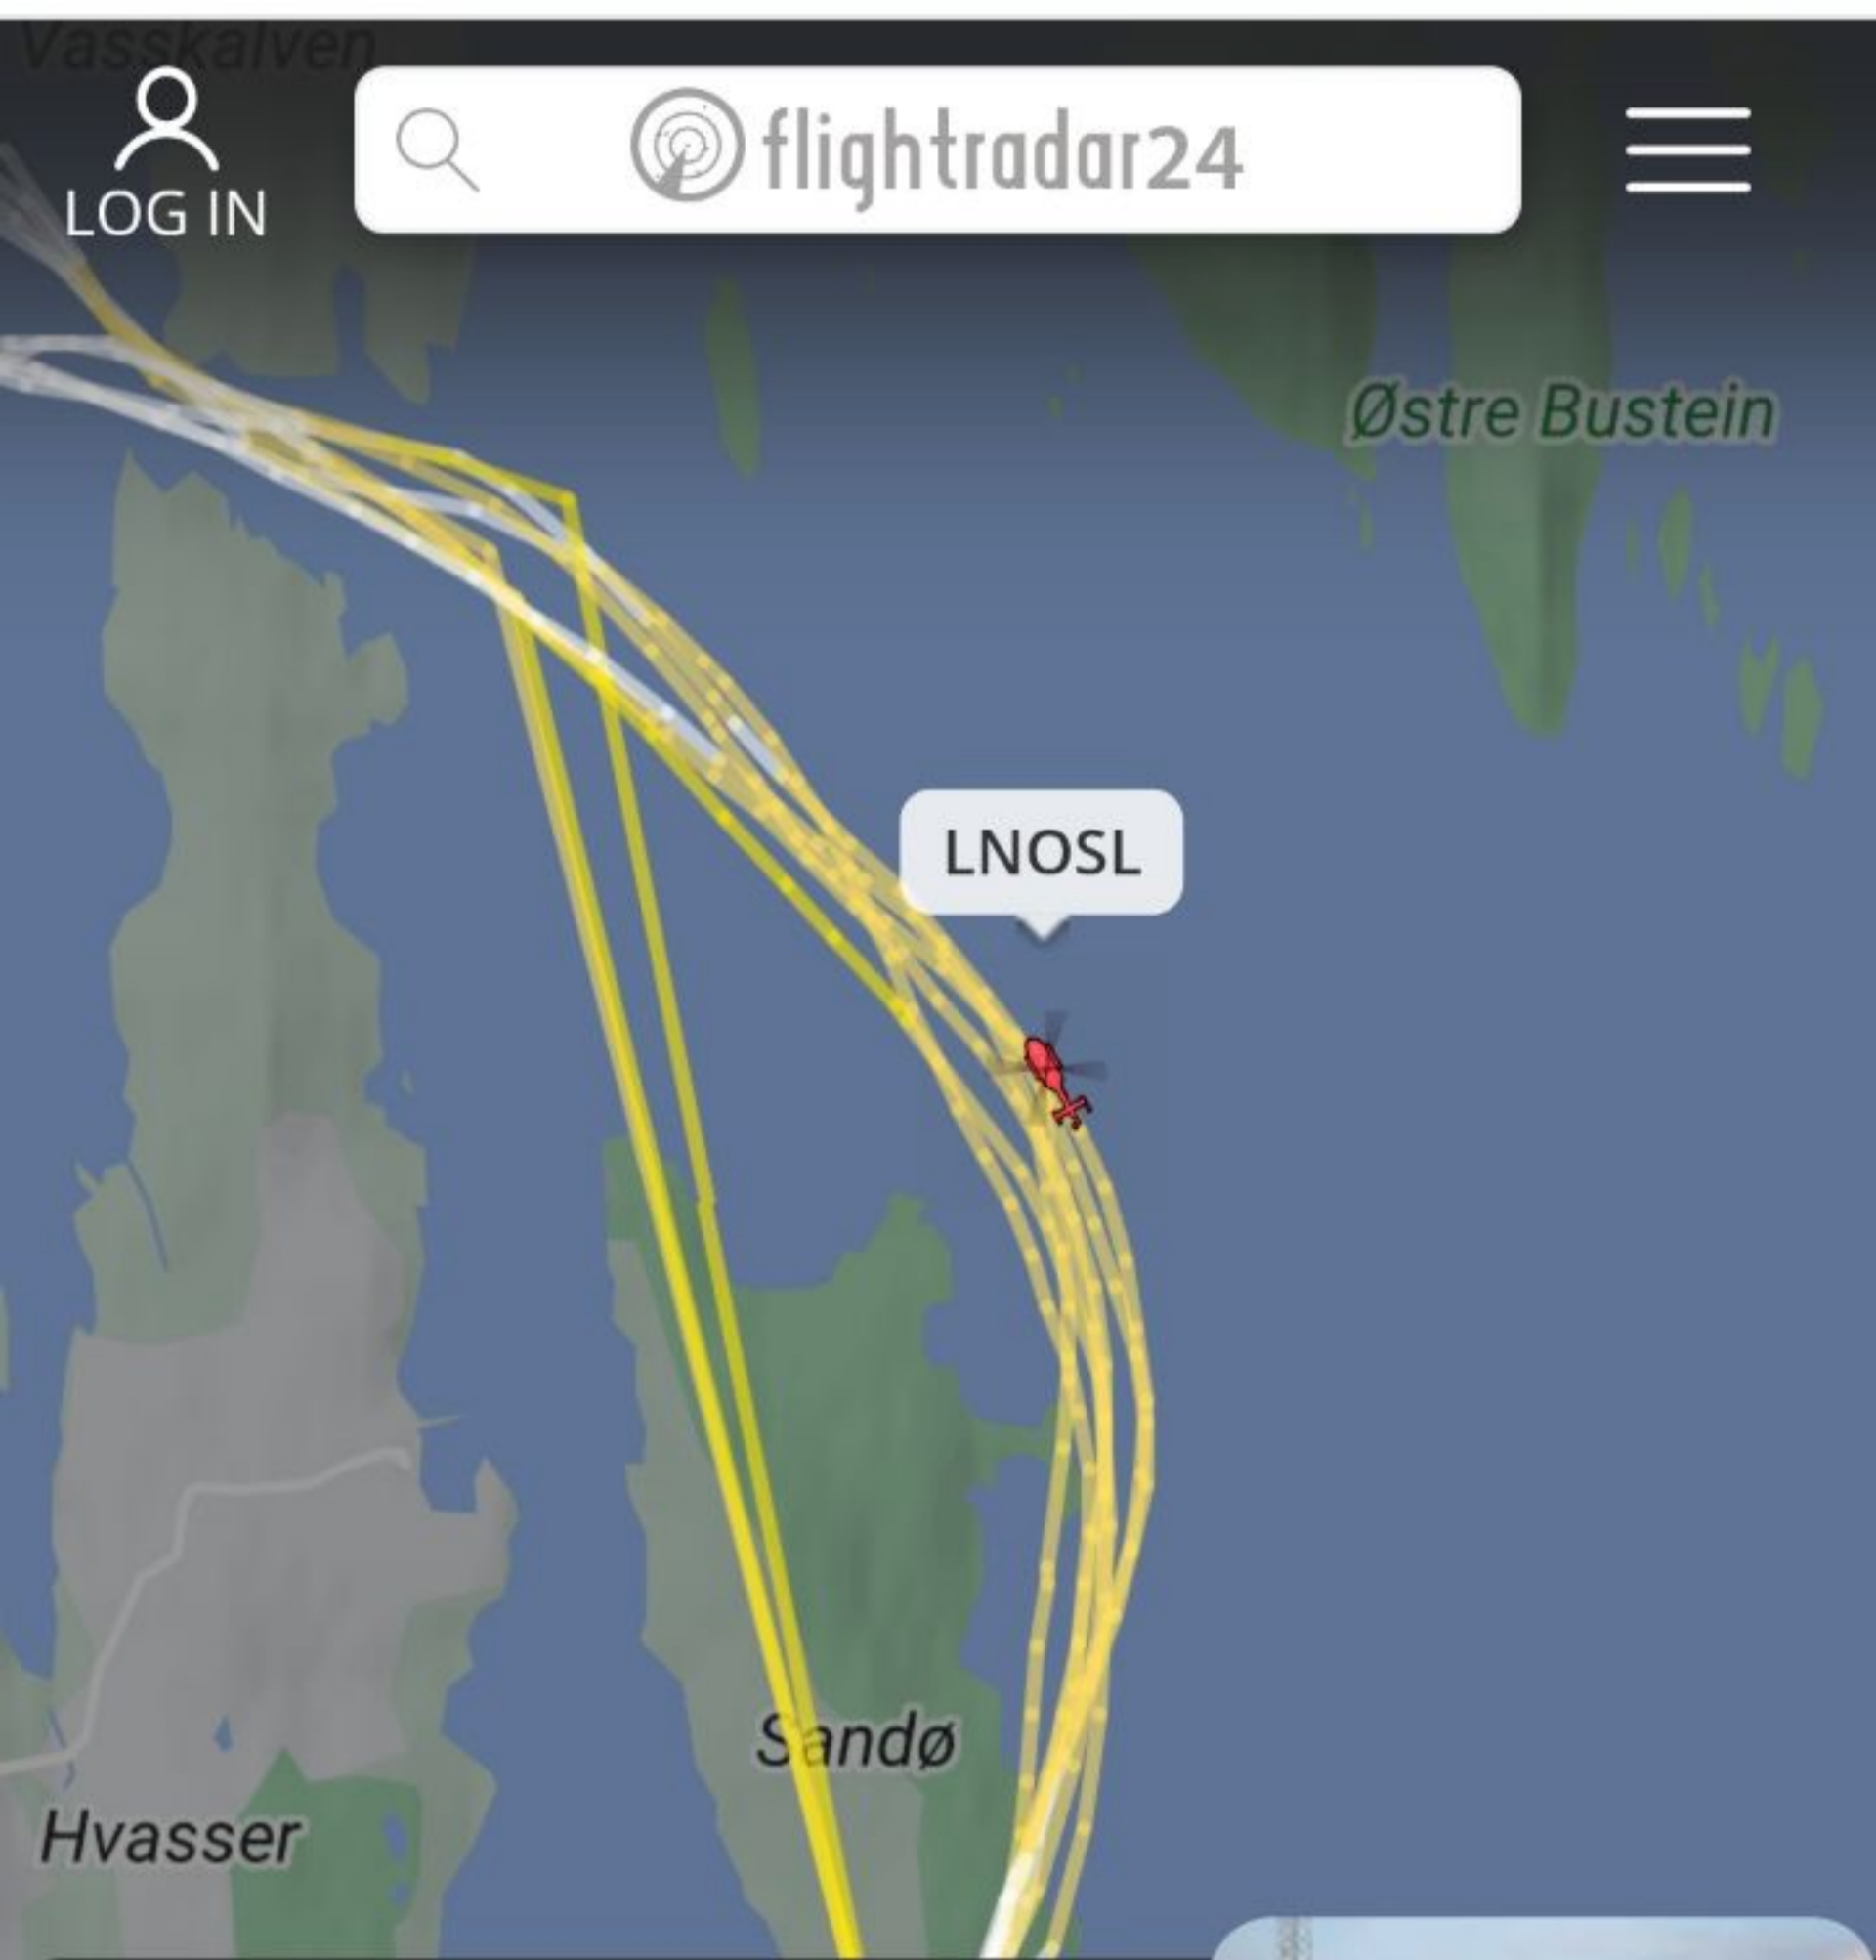 Vasskalven
LOG IN
flightradar24
Østre Bustein
LNOSL
Sandø
Hvasser